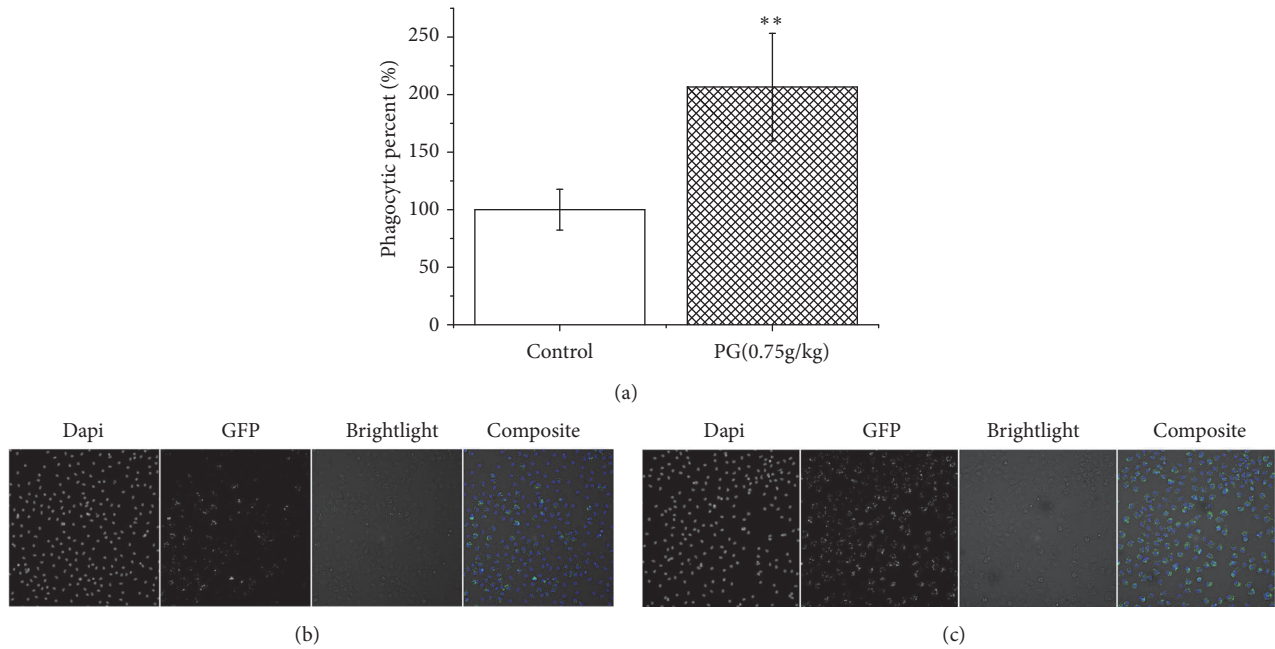 **
250
200
150
100
50
0
Phagocytic percent (%)
Control PG(0.75g/kg)
(a)
Dapi GFP Brightlight Composite Dapi GFP Brightlight Composite
(b) (c)